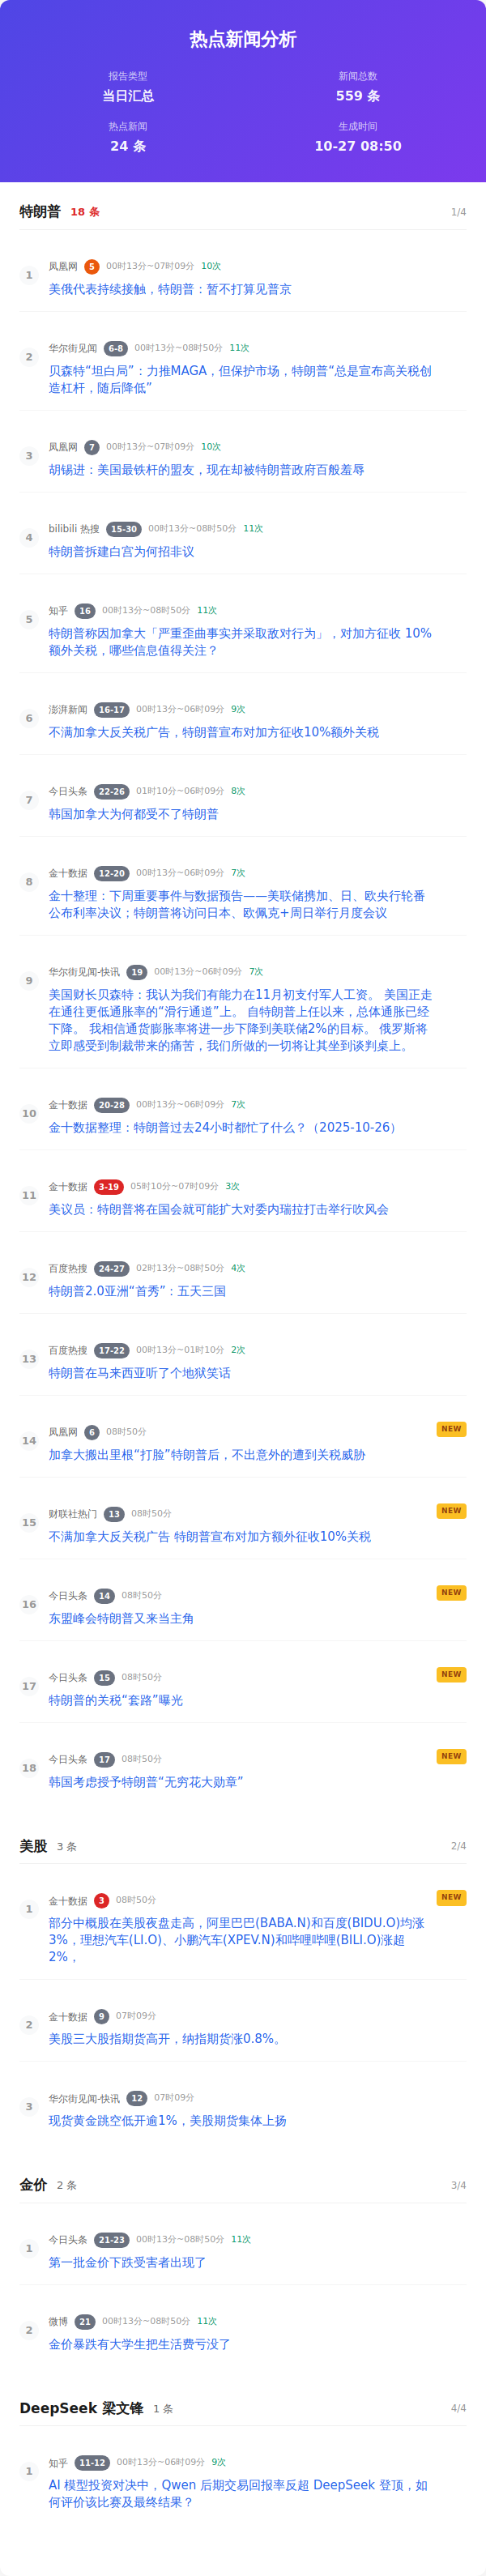 热点新闻分析
报告类型
当日汇总
新闻总数
559 条
热点新闻
24 条
生成时间
10-27 08:50
特朗普 18 条 1/4
1
凤凰网 5 00时13分~07时09分 10次
美俄代表持续接触，特朗普：暂不打算见普京
2
华尔街见闻 6-8 00时13分~08时50分 11次
贝森特“坦白局”：力推MAGA，但保护市场，特朗普“总是宣布高关税创
造杠杆，随后降低”
3
凤凰网 7 00时13分~07时09分 10次
胡锡进：美国最铁杆的盟友，现在却被特朗普政府百般羞辱
4
bilibili 热搜 15-30 00时13分~08时50分 11次
特朗普拆建白宫为何招非议
5
知乎 16 00时13分~08时50分 11次
特朗普称因加拿大「严重歪曲事实并采取敌对行为」，对加方征收 10%
额外关税，哪些信息值得关注？
6
澎湃新闻 16-17 00时13分~06时09分 9次
不满加拿大反关税广告，特朗普宣布对加方征收10%额外关税
7
今日头条 22-26 01时10分~06时09分 8次
韩国加拿大为何都受不了特朗普
8
金十数据 12-20 00时13分~06时09分 7次
金十整理：下周重要事件与数据预告——美联储携加、日、欧央行轮番
公布利率决议；特朗普将访问日本、欧佩克+周日举行月度会议
9
华尔街见闻-快讯 19 00时13分~06时09分 7次
美国财长贝森特：我认为我们有能力在11月初支付军人工资。 美国正走
在通往更低通胀率的“滑行通道”上。 自特朗普上任以来，总体通胀已经
下降。 我相信通货膨胀率将进一步下降到美联储2%的目标。 俄罗斯将
立即感受到制裁带来的痛苦，我们所做的一切将让其坐到谈判桌上。
10
金十数据 20-28 00时13分~06时09分 7次
金十数据整理：特朗普过去24小时都忙了什么？（2025-10-26）
11
金十数据 3-19 05时10分~07时09分 3次
美议员：特朗普将在国会就可能扩大对委内瑞拉打击举行吹风会
12
百度热搜 24-27 02时13分~08时50分 4次
特朗普2.0亚洲“首秀”：五天三国
13
百度热搜 17-22 00时13分~01时10分 2次
特朗普在马来西亚听了个地狱笑话
14
凤凰网 6 08时50分 NEW
加拿大搬出里根“打脸”特朗普后，不出意外的遭到关税威胁
15
财联社热门 13 08时50分 NEW
不满加拿大反关税广告 特朗普宣布对加方额外征收10%关税
16
今日头条 14 08时50分 NEW
东盟峰会特朗普又来当主角
17
今日头条 15 08时50分 NEW
特朗普的关税“套路”曝光
18
今日头条 17 08时50分 NEW
韩国考虑授予特朗普“无穷花大勋章”
美股 3 条 2/4
1
金十数据 3 08时50分 NEW
部分中概股在美股夜盘走高，阿里巴巴(BABA.N)和百度(BIDU.O)均涨
3%，理想汽车(LI.O)、小鹏汽车(XPEV.N)和哔哩哔哩(BILI.O)涨超
2%，
2
金十数据 9 07时09分
美股三大股指期货高开，纳指期货涨0.8%。
3
华尔街见闻-快讯 12 07时09分
现货黄金跳空低开逾1%，美股期货集体上扬
金价 2 条 3/4
1
今日头条 21-23 00时13分~08时50分 11次
第一批金价下跌受害者出现了
2
微博 21 00时13分~08时50分 11次
金价暴跌有大学生把生活费亏没了
DeepSeek 梁文锋 1 条 4/4
1
知乎 11-12 00时13分~06时09分 9次
AI 模型投资对决中，Qwen 后期交易回报率反超 DeepSeek 登顶，如
何评价该比赛及最终结果？